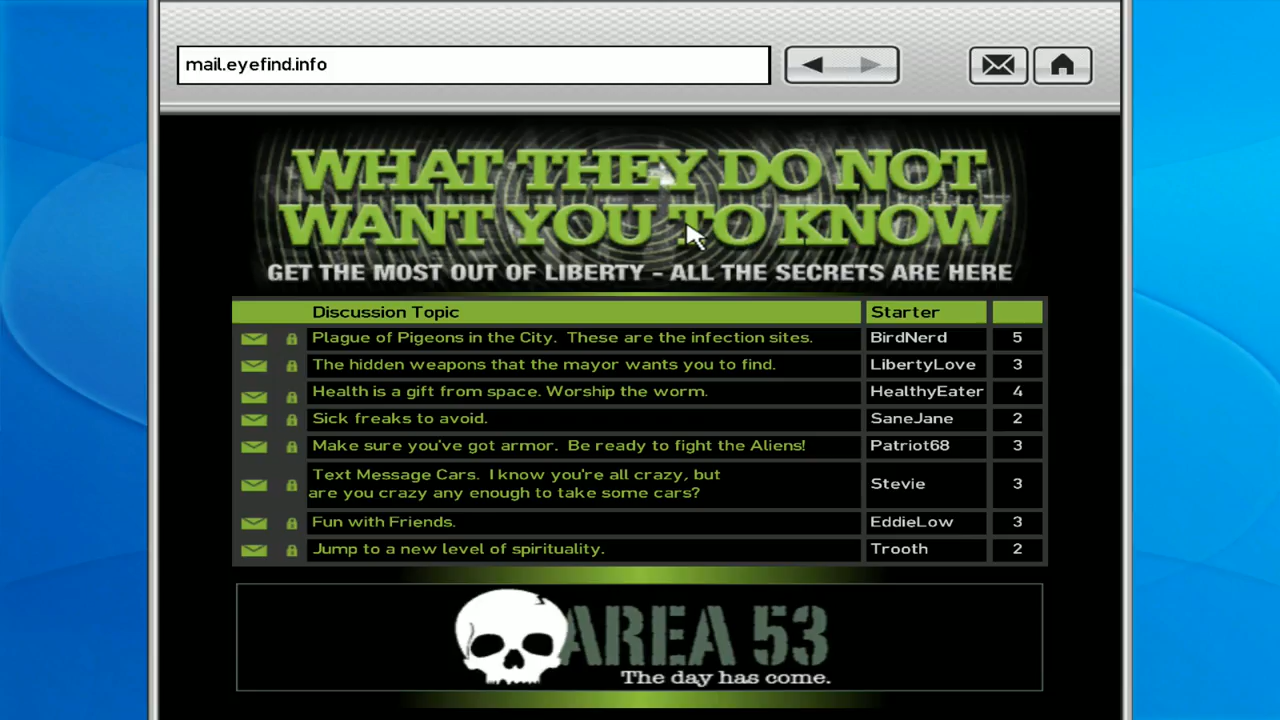 mail.eyefind.info
WHAT THEY DO NOT
WANT YOU TO KNOW
GET THE MOST OUT OF LIBERTY - ALL THE SECRETS ARE HERE
Discussion Topic Starter
Plague of Pigeons in the City. These are the infection sites. BirdNerd 5
The hidden weapons that the mayor wants you to find. LibertyLove 3
Health is a gift from space. Worship the worm. HealthyEater 4
Sick freaks to avoid. SaneJane 2
Make sure you've got armor. Be ready to fight the Aliens! Patriot68 3
Text Message Cars. I know you're all crazy, but
are you crazy any enough to take some cars? Stevie 3
Fun with Friends. EddieLow 3
Jump to a new level of spirituality. Trooth 2
AREA 53
The day has come.